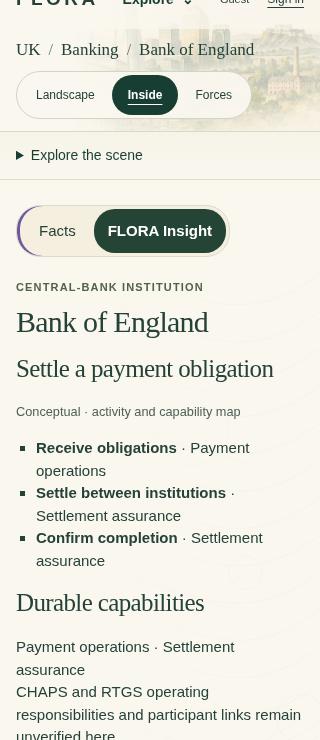 FLORA Explore Guest Sign in
UK / Banking / Bank of England
Landscape Inside Forces
Explore the scene
Facts FLORA Insight
CENTRAL-BANK INSTITUTION
Bank of England
Settle a payment obligation
Conceptual · activity and capability map
Receive obligations · Payment
operations
Settle between institutions ·
Settlement assurance
Confirm completion · Settlement
assurance
Durable capabilities
Payment operations · Settlement
assurance
CHAPS and RTGS operating
responsibilities and participant links remain
unverified here